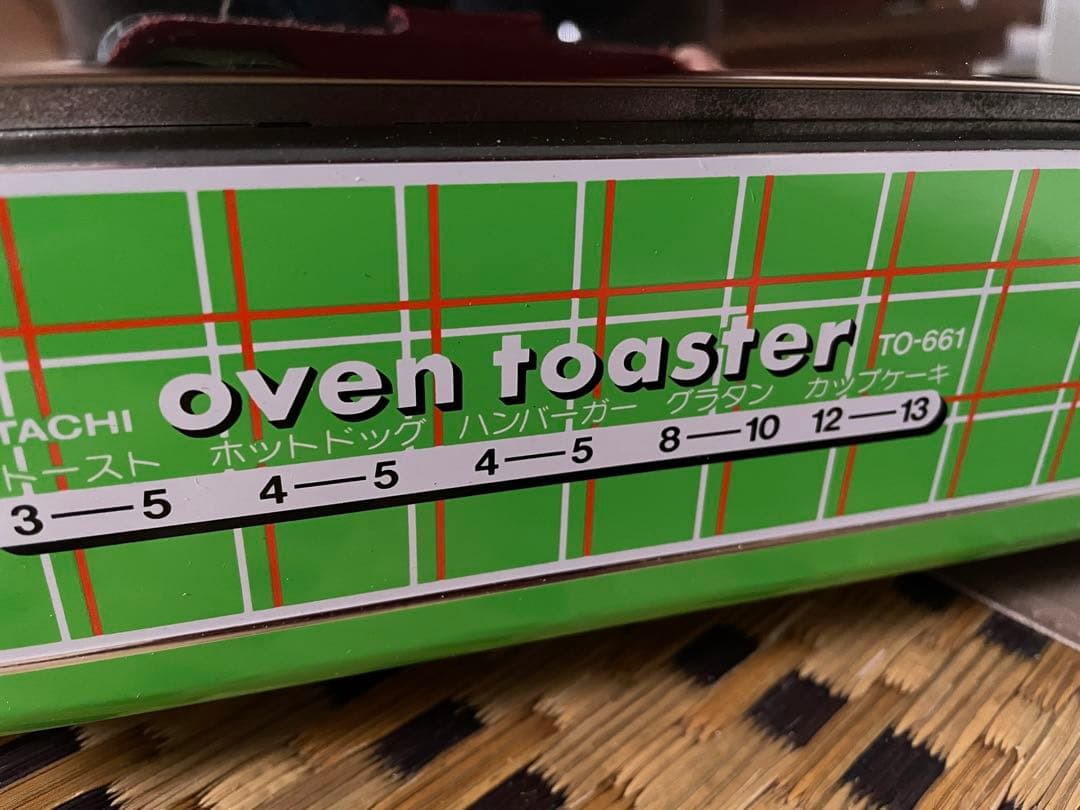 TACHI oven toaster TO-661
トースト ホットドッグ ハンバーガー グラタン カップケーキ
3—5 4—5 4—5 8—10 12—13